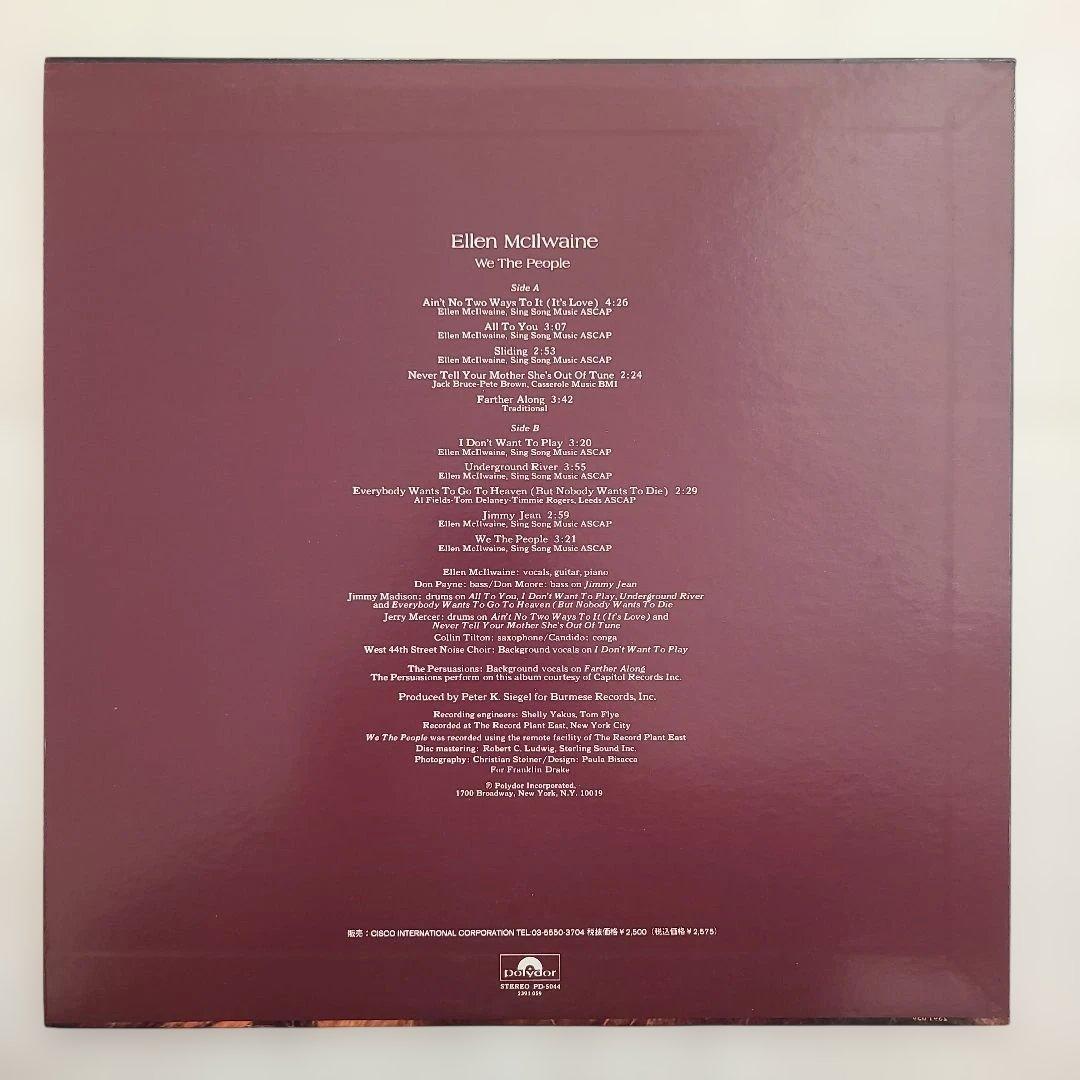 Ellen McIlwaine
We The People
Side A
Ain't No Two Ways To It (It's Love) 4:26
Ellen McIlwaine, Sing Song Music ASCAP
All To You 3:07
Ellen McIlwaine, Sing Song Music ASCAP
Sliding 2:53
Ellen McIlwaine, Sing Song Music ASCAP
Never Tell Your Mother She's Out Of Tune 2:24
Jack Bruce-Pete Brown, Casserole Music BMI
Farther Along 3:42
Traditional
Side B
I Don't Want To Play 3:20
Ellen McIlwaine, Sing Song Music ASCAP
Underground River 3:55
Ellen McIlwaine, Sing Song Music ASCAP
Everybody Wants To Go To Heaven (But Nobody Wants To Die) 2:29
Al Fields-Tom Delaney-Timmie Rogers, Leeds ASCAP
Jimmy Jean 2:59
Ellen McIlwaine, Sing Song Music ASCAP
We The People 3:21
Ellen McIlwaine, Sing Song Music ASCAP
Ellen McIlwaine: vocals, guitar, piano
Don Payne: bass/Don Moore: bass on Jimmy Jean
Jimmy Madison: drums on All To You, I Don't Want To Play, Underground River
and Everybody Wants To Go To Heaven (But Nobody Wants To Die
Jerry Mercer: drums on Ain't No Two Ways To It (It's Love) and
Never Tell Your Mother She's Out Of Tune
Collin Tilton: saxophone/Candido: conga
West 44th Street Noise Choir: Background vocals on I Don't Want To Play
The Persuasions: Background vocals on Farther Along
The Persuasions perform on this album courtesy of Capitol Records Inc.
Produced by Peter K. Siegel for Burmese Records, Inc.
Recording engineers: Shelly Yakus, Tom Flye
Recorded at The Record Plant East, New York City
We The People was recorded using the remote facility of The Record Plant East
Disc mastering: Robert C. Ludwig, Sterling Sound Inc.
Photography: Christian Steiner/Design: Paula Bisacca
For Franklin Drake
℗ Polydor Incorporated,
1700 Broadway, New York, N.Y. 10019
販売：CISCO INTERNATIONAL CORPORATION TEL:03-6550-3704 税抜価格￥2,500（税込価格￥2,575）
polydor
STEREO PD-5044
2391 059